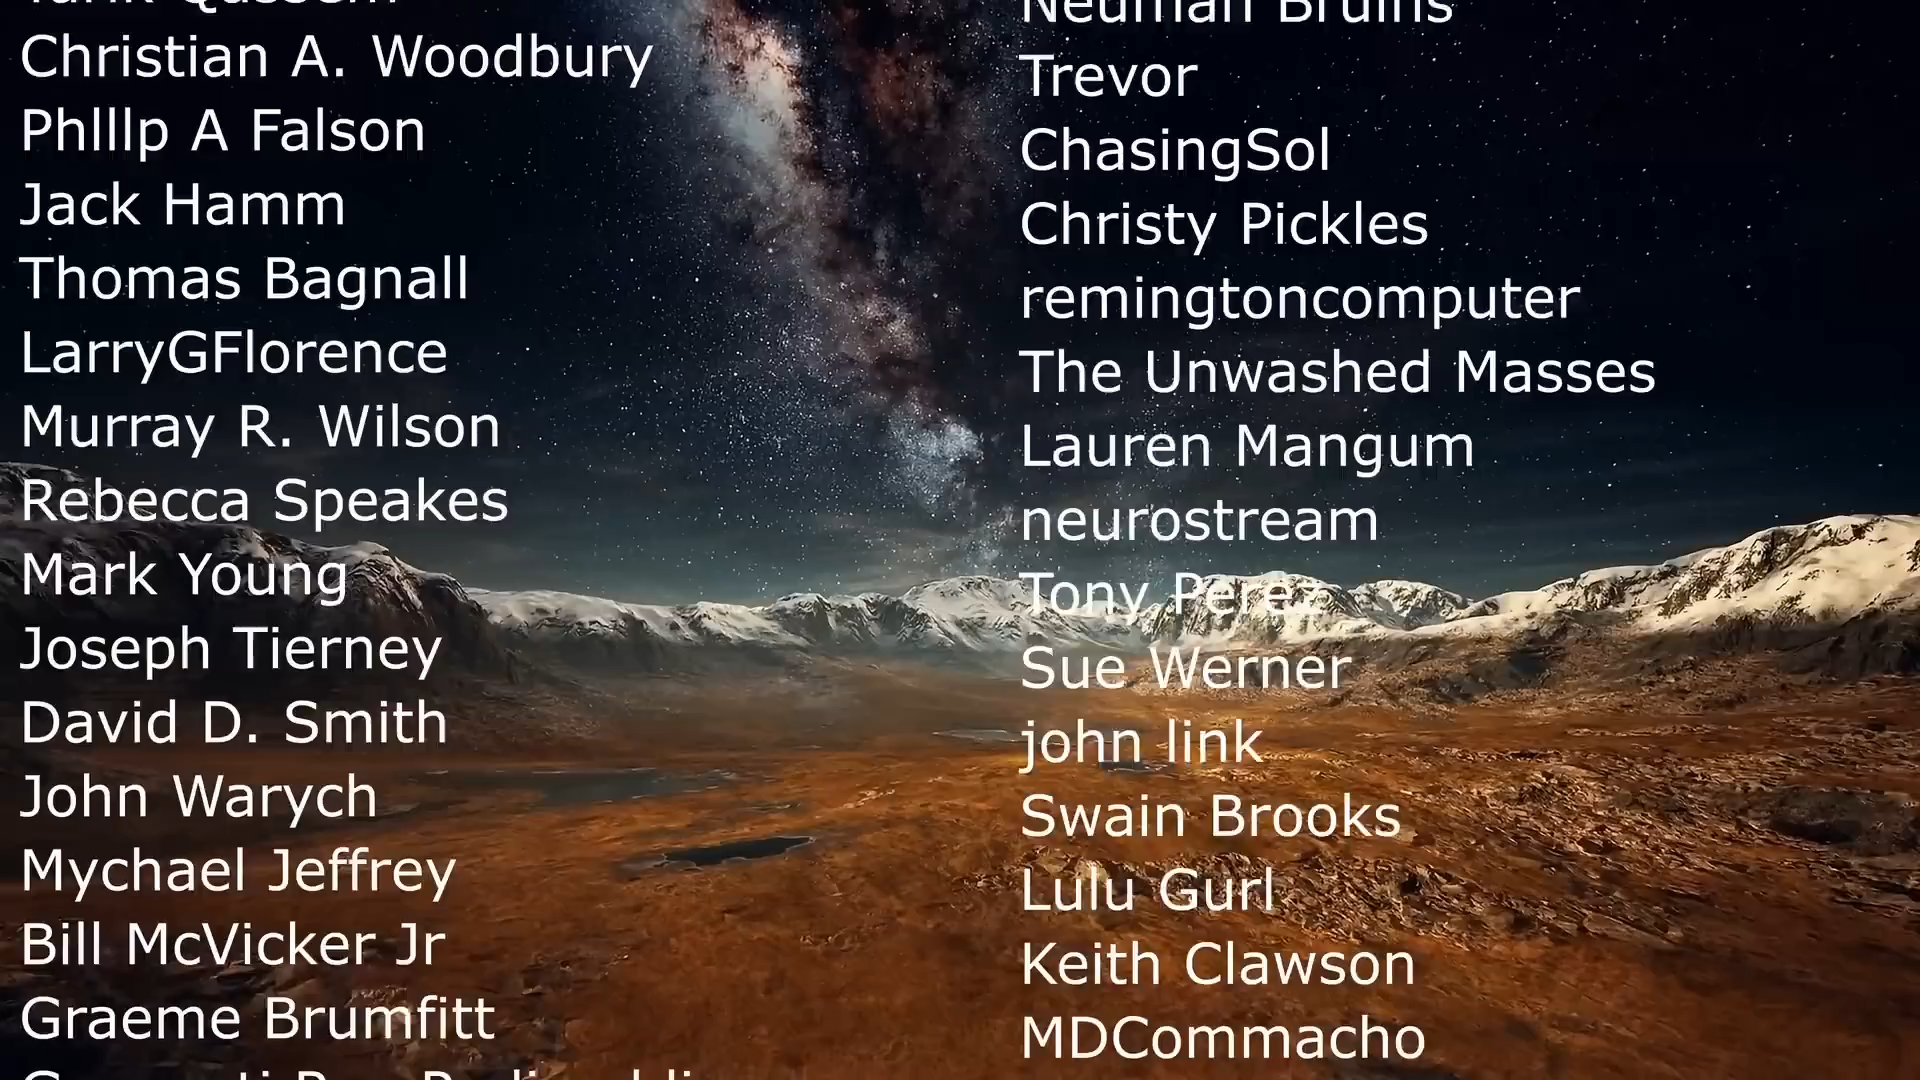 Christian A. Woodbury
Phlllp A Falson
Jack Hamm
Thomas Bagnall
LarryGFlorence
Murray R. Wilson
Rebecca Speakes
Mark Young
Joseph Tierney
David D. Smith
John Warych
Mychael Jeffrey
Bill McVicker Jr
Graeme Brumfitt
Neuman Bruins
Trevor
ChasingSol
Christy Pickles
remingtoncomputer
The Unwashed Masses
Lauren Mangum
neurostream
Tony Perez
Sue Werner
john link
Swain Brooks
Lulu Gurl
Keith Clawson
MDCommacho